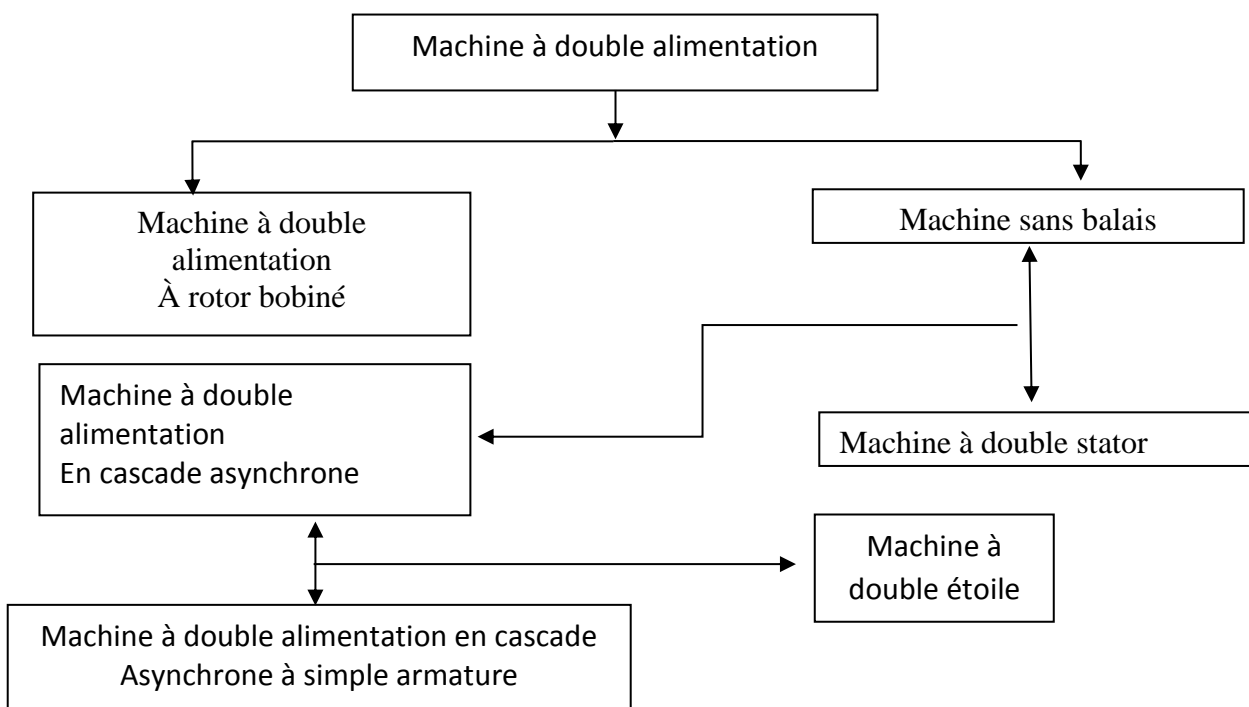 Machine à double alimentation
Machine à double
alimentation
À rotor bobiné
Machine sans balais
Machine à double
alimentation
En cascade asynchrone
Machine à double stator
Machine à
double étoile
Machine à double alimentation en cascade
Asynchrone à simple armature